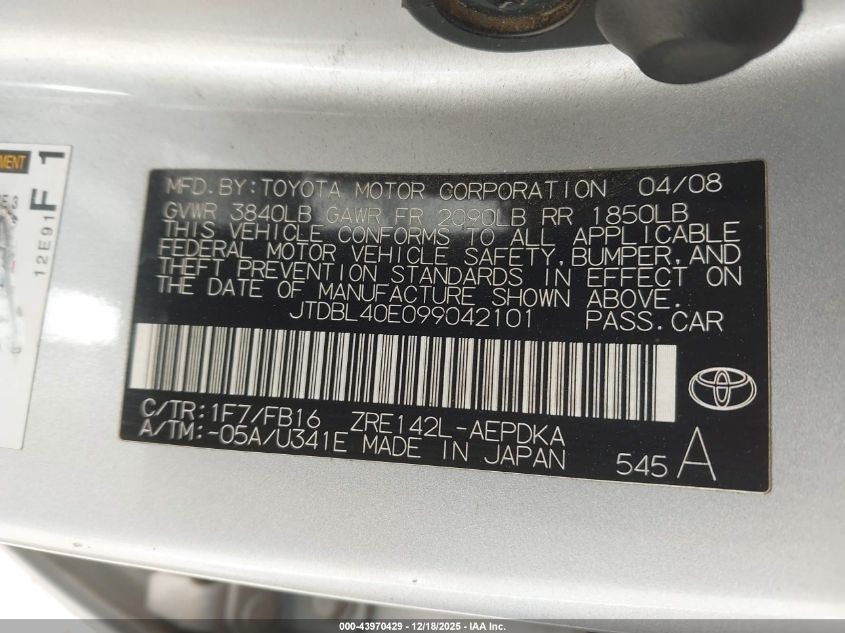 MENT
F 1
12E91
MFD. BY: TOYOTA MOTOR CORPORATION 04/08
GVWR 3840LB GAWR FR 2090LB RR 1850LB
THIS VEHICLE CONFORMS TO ALL APPLICABLE
FEDERAL MOTOR VEHICLE SAFETY, BUMPER, AND
THEFT PREVENTION STANDARDS IN EFFECT ON
THE DATE OF MANUFACTURE SHOWN ABOVE.
JTDBL40E099042101 PASS. CAR
C/TR: 1F7/FB16 ZRE142L-AEPDKA
A/TM: -05A/U341E MADE IN JAPAN
545 A
000-43970429 • 12/18/2025 - IAA Inc.